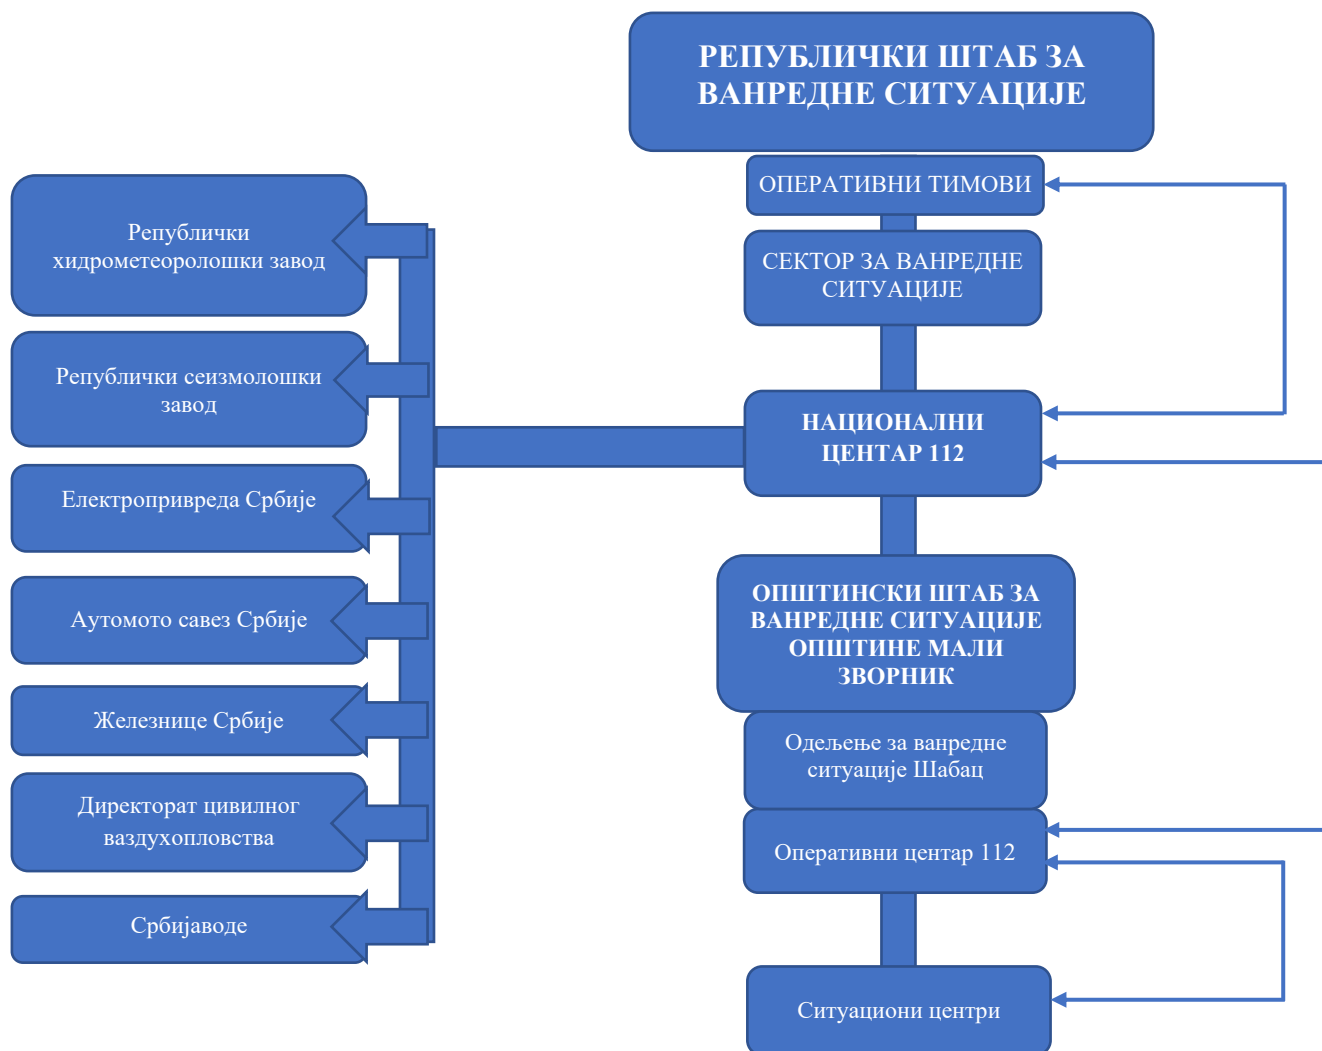 РЕПУБЛИЧКИ ШТАБ ЗА
ВАНРЕДНЕ СИТУАЦИЈЕ
ОПЕРАТИВНИ ТИМОВИ
СЕКТОР ЗА ВАНРЕДНЕ
СИТУАЦИЈЕ
НАЦИОНАЛНИ
ЦЕНТАР 112
ОПШТИНСКИ ШТАБ ЗА
ВАНРЕДНЕ СИТУАЦИЈЕ
ОПШТИНЕ МАЛИ
ЗВОРНИК
Одељење за ванредне
ситуације Шабац
Оперативни центар 112
Ситуациони центри
Републички
хидрометеоролошки завод
Републички сеизмолошки
завод
Електропривреда Србије
Аутомото савез Србије
Железнице Србије
Директорат цивилног
ваздухопловства
Србијаводе